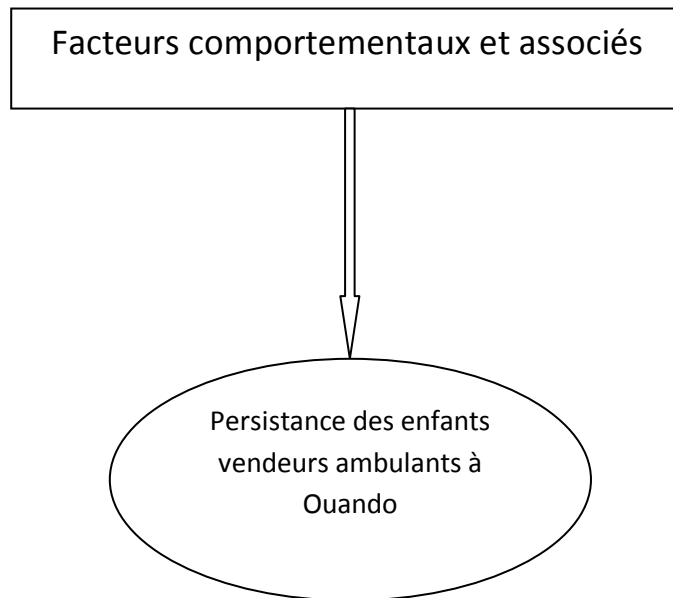 Facteurs comportementaux et associés
Persistance des enfants
vendeurs ambulants à
Ouando